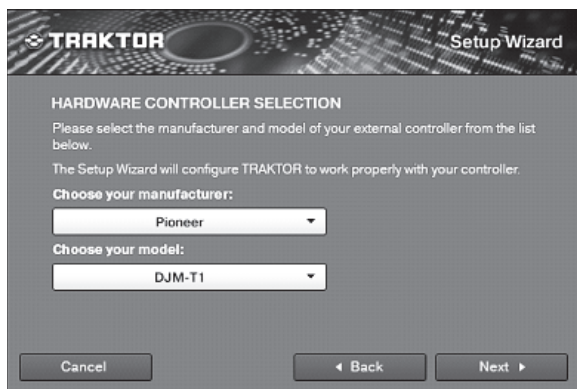 TRAKTOR
Setup Wizard
HARDWARE CONTROLLER SELECTION
Please select the manufacturer and model of your external controller from the list
below.
The Setup Wizard will configure TRAKTOR to work properly with your controller.
Choose your manufacturer:
Pioneer
Choose your model:
DJM-T1
Cancel
Back
Next